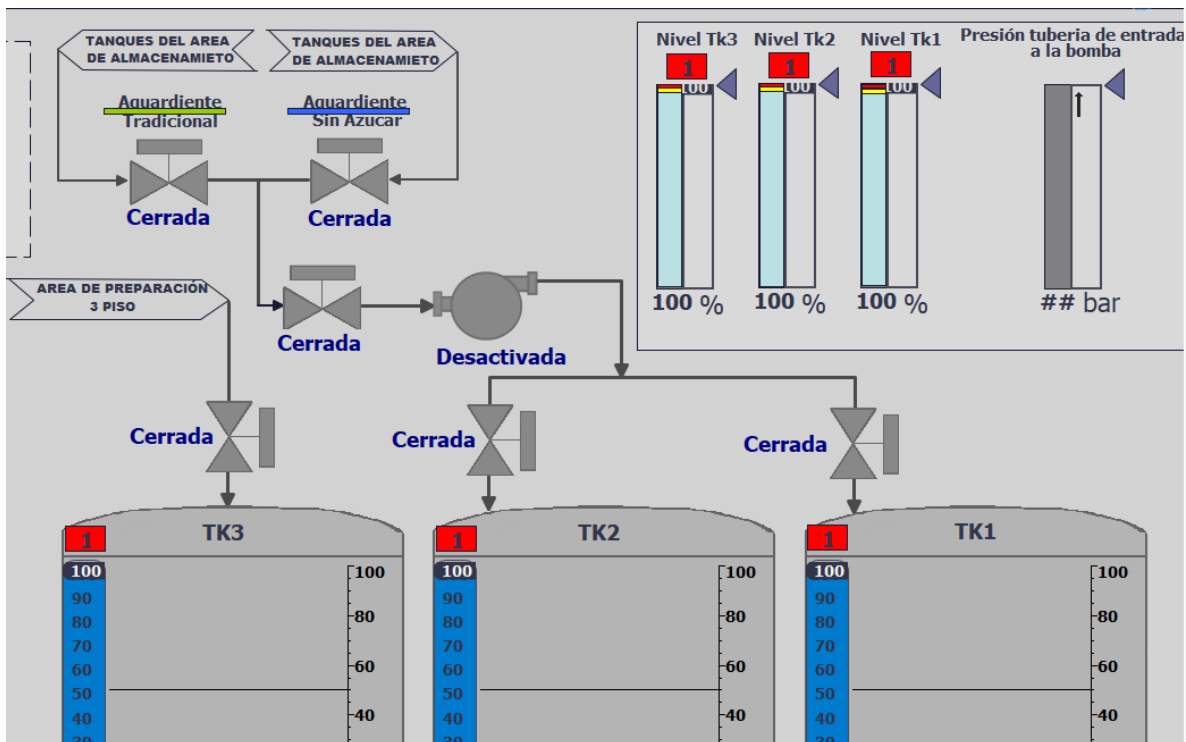 TANQUES DEL AREA
DE ALMACENAMIETO
TANQUES DEL AREA
DE ALMACENAMIETO
Aguardiente
Tradicional
Aguardiente
Sin Azucar
Cerrada
Cerrada
AREA DE PREPARACIÓN
3 PISO
Cerrada
Desactivada
Nivel Tk3
Nivel Tk2
Nivel Tk1
Presión tuberia de entrada
a la bomba
1
1
1
100
100
100
100 %
100 %
100 %
## bar
Cerrada
Cerrada
Cerrada
1
TK3
100
90
80
70
60
50
40
30
100
80
60
40
1
TK2
100
90
80
70
60
50
40
30
100
80
60
40
1
TK1
100
90
80
70
60
50
40
30
100
80
60
40